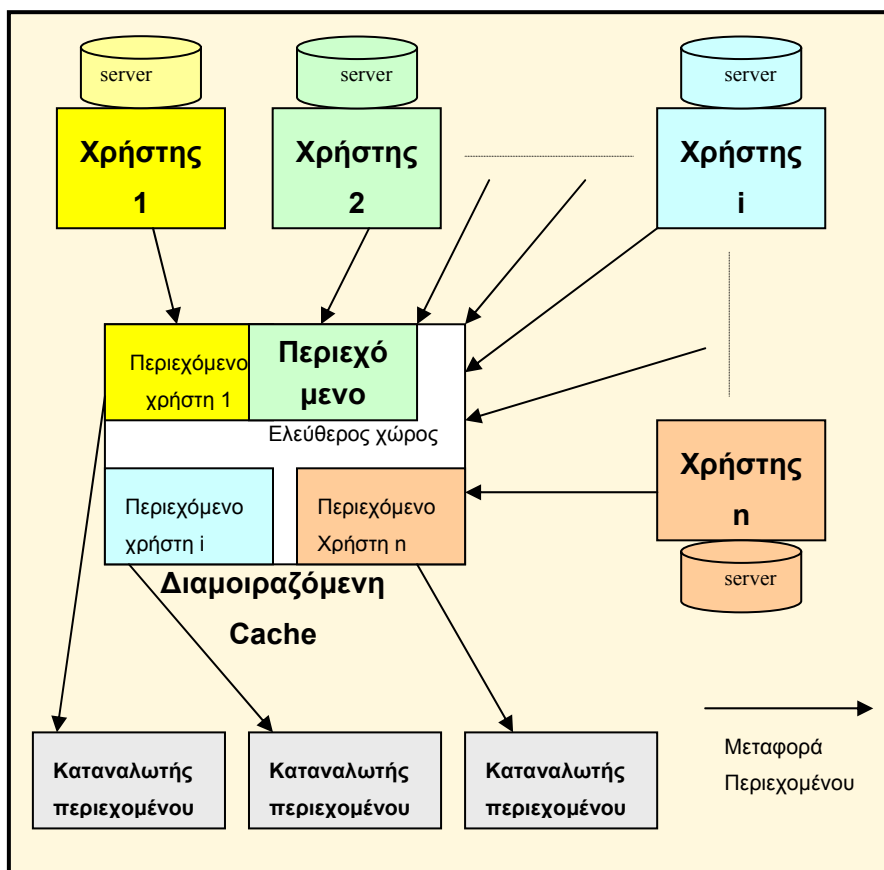 server
server
server
Χρήστης
1
Χρήστης
2
Χρήστης
i
Περιεχόμενο
χρήστη 1
Περιεχό
μενο
Ελεύθερος χώρος
Περιεχόμενο
χρήστη i
Περιεχόμενο
Χρήστη n
Χρήστης
n
server
Διαμοιραζόμενη
Cache
Καταναλωτής
περιεχομένου
Καταναλωτής
περιεχομένου
Καταναλωτής
περιεχομένου
Μεταφορά
Περιεχομένου